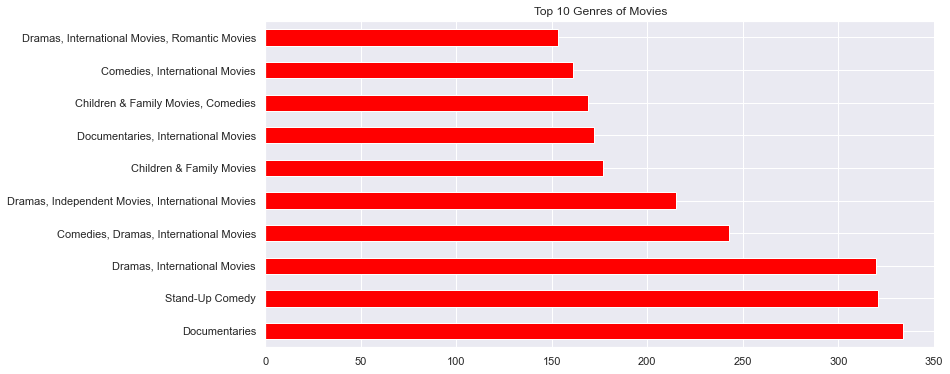 Top 10 Genres of Movies
Dramas, International Movies, Romantic Movies
Comedies, International Movies
Children & Family Movies, Comedies
Documentaries, International Movies
Children & Family Movies
Dramas, Independent Movies, International Movies
Comedies, Dramas, International Movies
Dramas, International Movies
Stand-Up Comedy
Documentaries
0 50 100 150 200 250 300 350